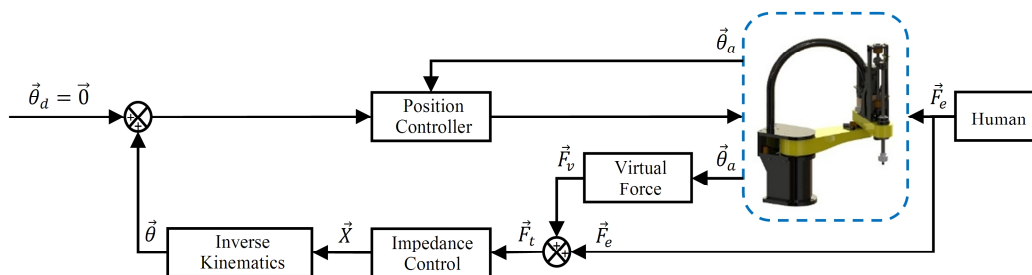 θ⃗_a
θ⃗_d = 0⃗
+
+
Position
Controller
F⃗_e
Human
F⃗_v
Virtual
Force
θ⃗_a
θ⃗
Inverse
Kinematics
X⃗
Impedance
Control
F⃗_t
+
+
F⃗_e